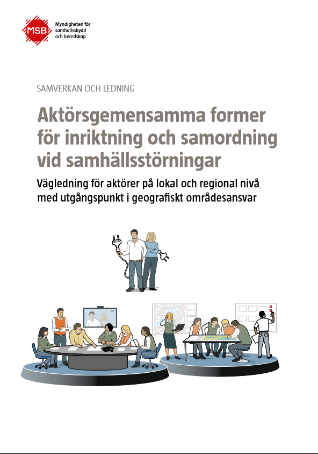 MSB
Myndigheten för
samhällsskydd
och beredskap
SAMVERKAN OCH LEDNING
Aktörsgemensamma former
för inriktning och samordning
vid samhällsstörningar
Vägledning för aktörer på lokal och regional nivå
med utgångspunkt i geografiskt områdesansvar